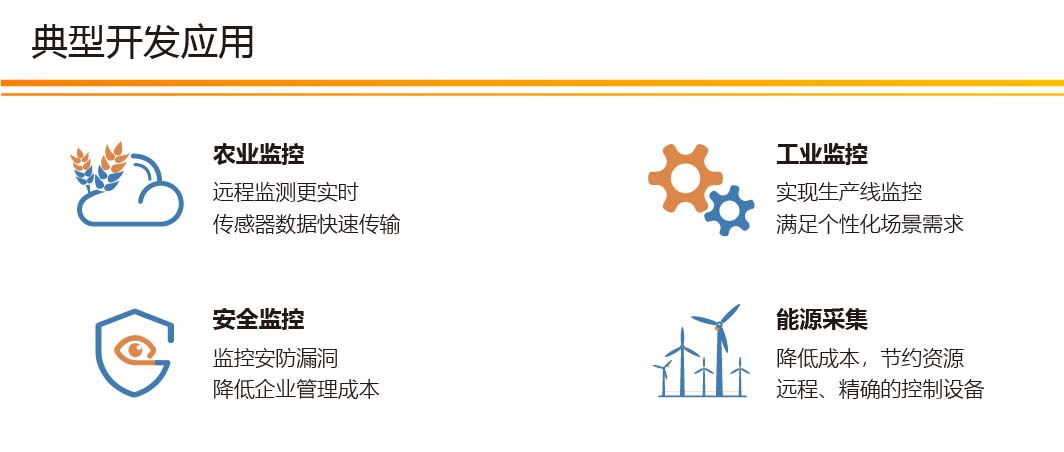 典型开发应用
农业监控
远程监测更实时
传感器数据快速传输
工业监控
实现生产线监控
满足个性化场景需求
安全监控
监控安防漏洞
降低企业管理成本
能源采集
降低成本，节约资源
远程、精确的控制设备